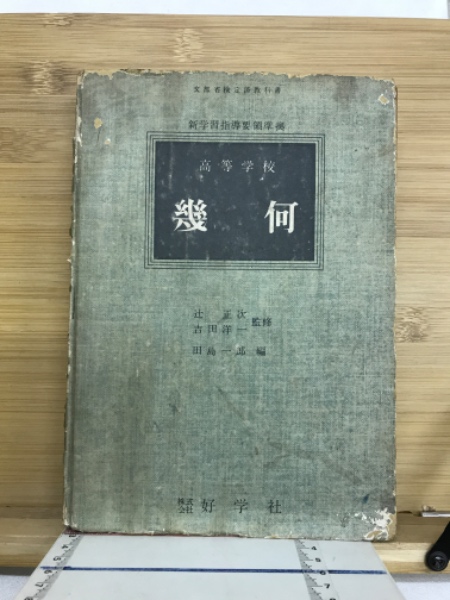 文部省検定済教科書
新学習指導要領準拠
高等学校
幾何
辻正次
吉田洋一
監修
田島一郎 編
株式会社 好学社